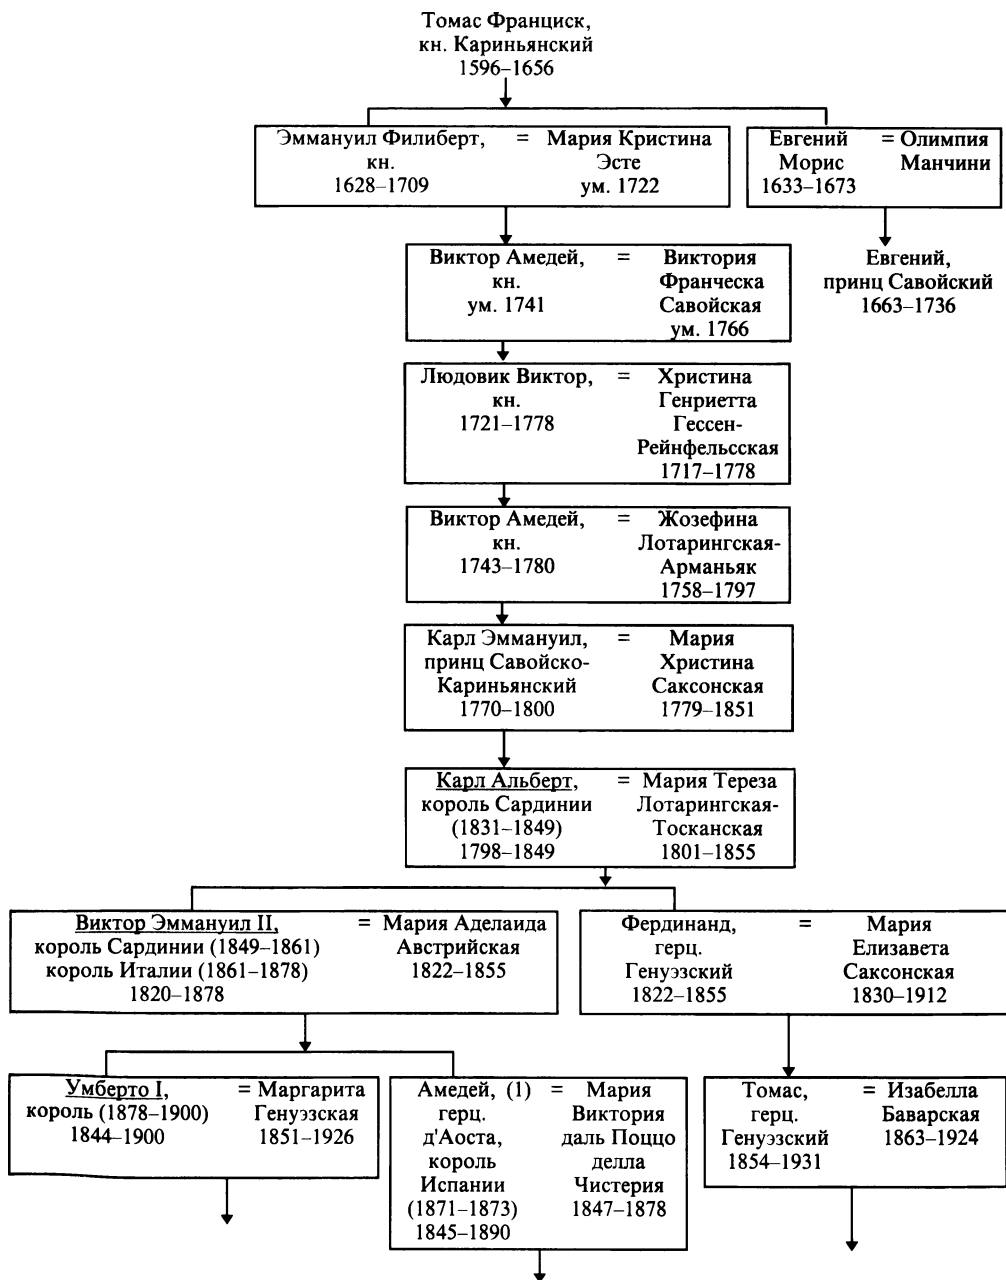 Томас Франциск,
кн. Кариньянский
1596–1656
Эммануил Филиберт,
кн.
1628–1709
= Мария Кристина
Эсте
ум. 1722
Евгений
Морис
1633–1673
= Олимпия
Манчини
Виктор Амедей,
кн.
ум. 1741
= Виктория
Франческа
Савойская
ум. 1766
Евгений,
принц Савойский
1663–1736
Людовик Виктор,
кн.
1721–1778
= Христина
Генриетта
Гессен-
Рейнфельсская
1717–1778
Виктор Амедей,
кн.
1743–1780
= Жозефина
Лотарингская-
Арманьяк
1758–1797
Карл Эммануил,
принц Савойско-
Кариньянский
1770–1800
= Мария
Христина
Саксонская
1779–1851
Карл Альберт,
король Сардинии
(1831–1849)
1798–1849
= Мария Тереза
Лотарингская-
Тосканская
1801–1855
Виктор Эммануил II,
король Сардинии (1849–1861)
король Италии (1861–1878)
1820–1878
= Мария Аделаида
Австрийская
1822–1855
Фердинанд,
герц.
Генуэзский
1822–1855
= Мария
Елизавета
Саксонская
1830–1912
Умберто I,
король (1878–1900)
1844–1900
= Маргарита
Генуэзская
1851–1926
Амедей, (1)
герц.
д'Аоста,
король
Испании
(1871–1873)
1845–1890
= Мария
Виктория
даль Поццо
делла
Чистерия
1847–1878
Томас,
герц.
Генуэзский
1854–1931
= Изабелла
Баварская
1863–1924